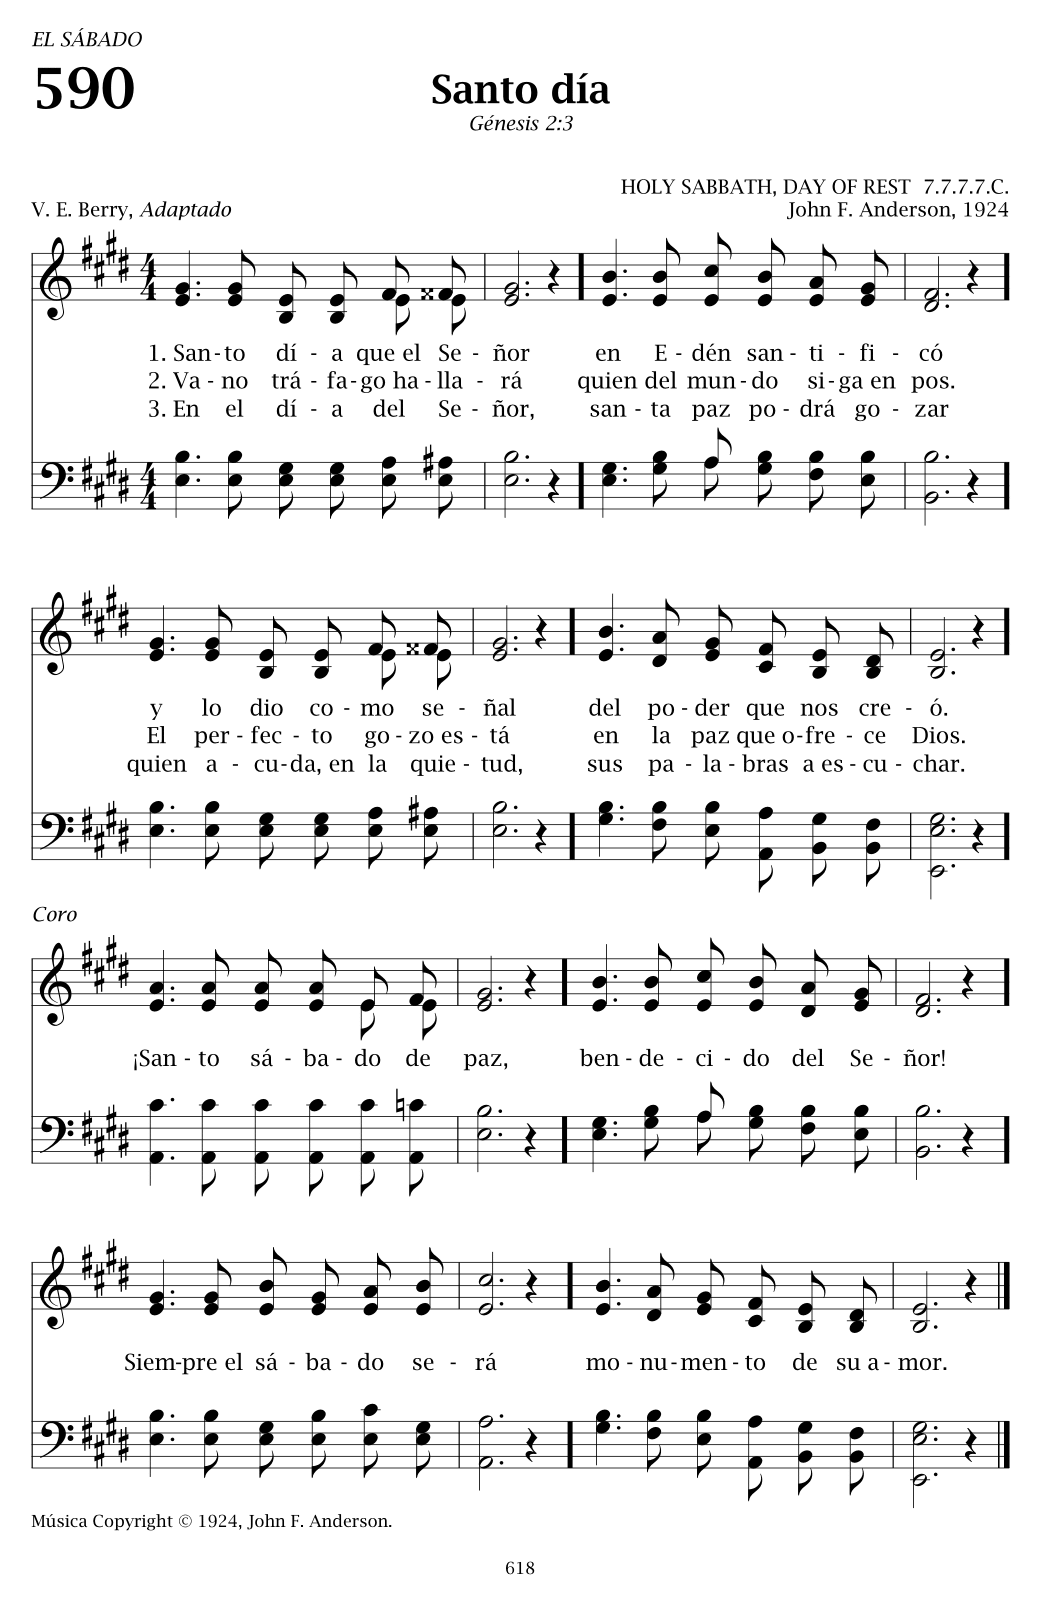 EL SÁBADO
590
Santo día
Génesis 2:3
HOLY SABBATH, DAY OF REST 7.7.7.7.C.
V. E. Berry, Adaptado
John F. Anderson, 1924
1. San-to dí - a que el Se - ñor en E - dén san - ti - fi - có
2. Va - no trá - fa-go ha - lla - rá quien del mun-do si-ga en pos.
3. En el dí - a del Se - ñor, san - ta paz po - drá go - zar
y lo dio co - mo se - ñal del po - der que nos cre - ó.
El per - fec - to go - zo es - tá en la paz que o-fre - ce Dios.
quien a - cu-da, en la quie - tud, sus pa - la - bras a es - cu - char.
Coro
¡San - to sá - ba - do de paz, ben - de - ci - do del Se - ñor!
Siem-pre el sá - ba - do se - rá mo - nu-men - to de su a - mor.
Música Copyright © 1924, John F. Anderson.
618